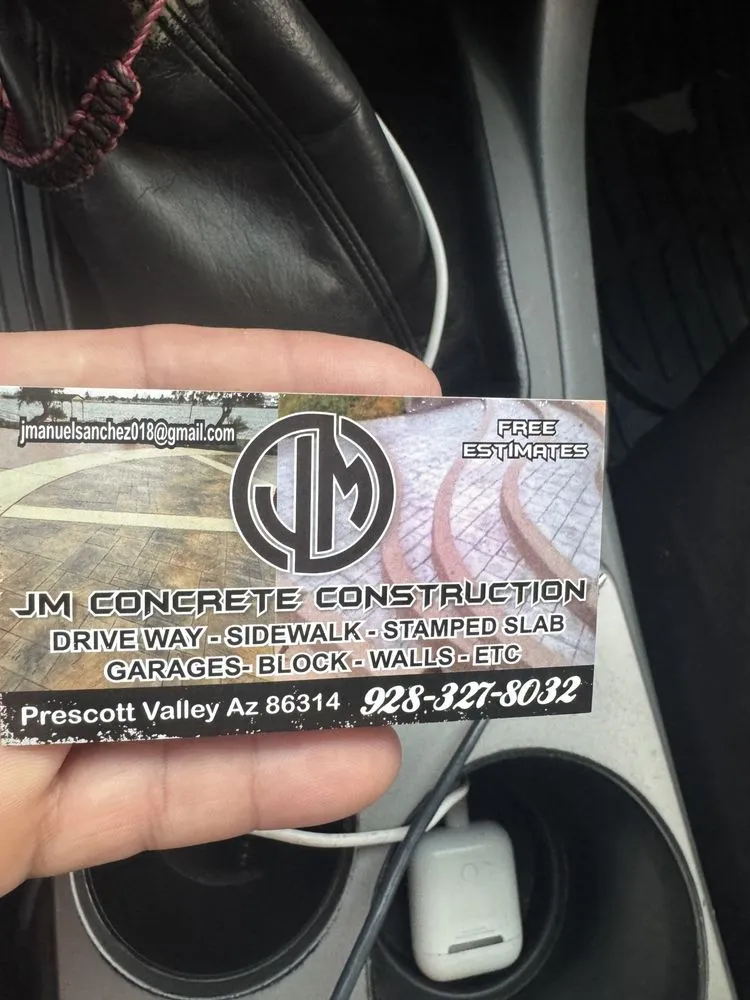 jmanuelsanchez018@gmail.com
JM
FREE
ESTIMATES
JM CONCRETE CONSTRUCTION
DRIVE WAY - SIDEWALK - STAMPED SLAB
GARAGES- BLOCK - WALLS - ETC
Prescott Valley Az 86314 928-327-8032